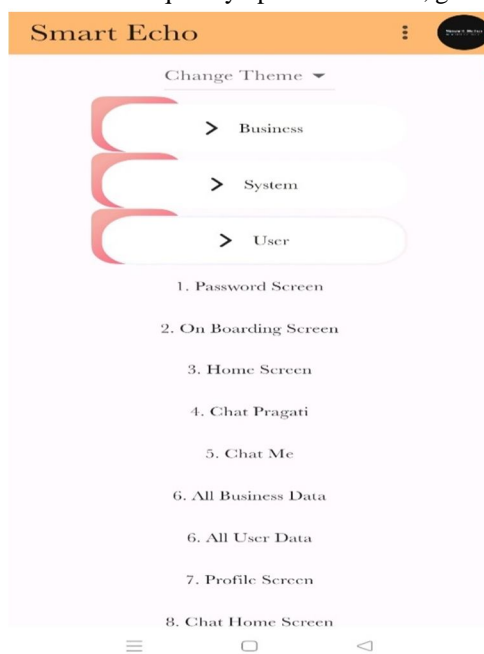 Smart Echo
Change Theme
Business
System
User
1. Password Screen
2. On Boarding Screen
3. Home Screen
4. Chat Pragati
5. Chat Me
6. All Business Data
6. All User Data
7. Profile Screen
8. Chat Home Screen